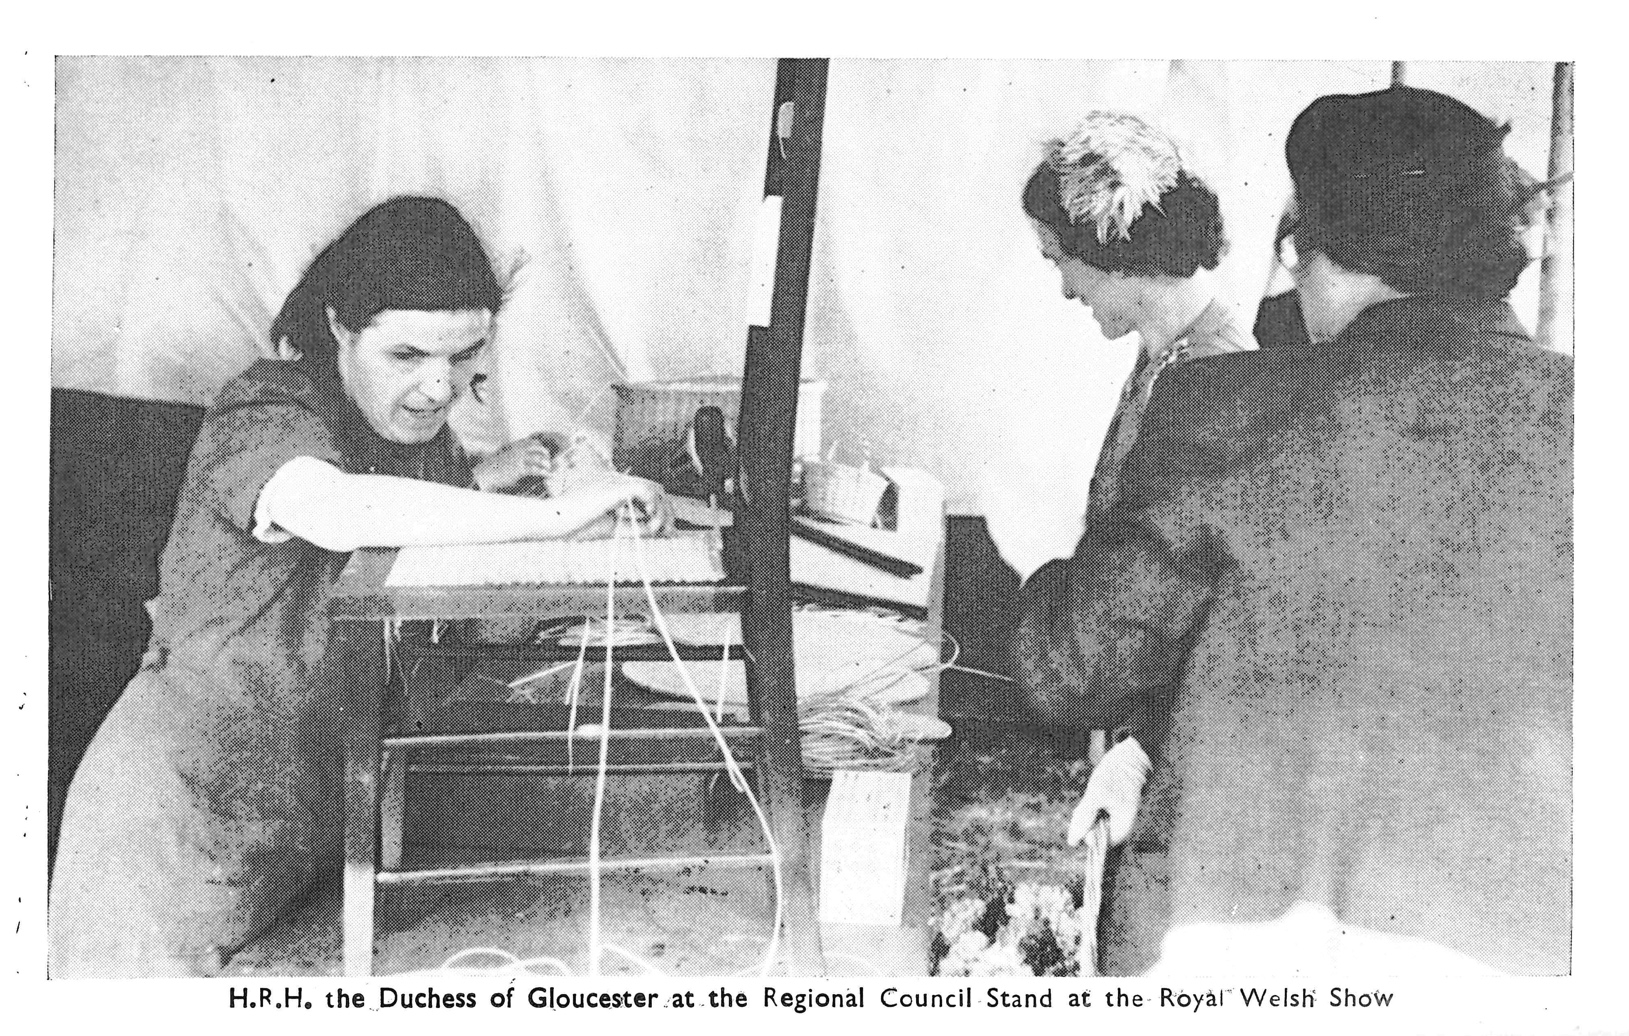 H.R.H. the Duchess of Gloucester at the Regional Council Stand at the Royal Welsh Show